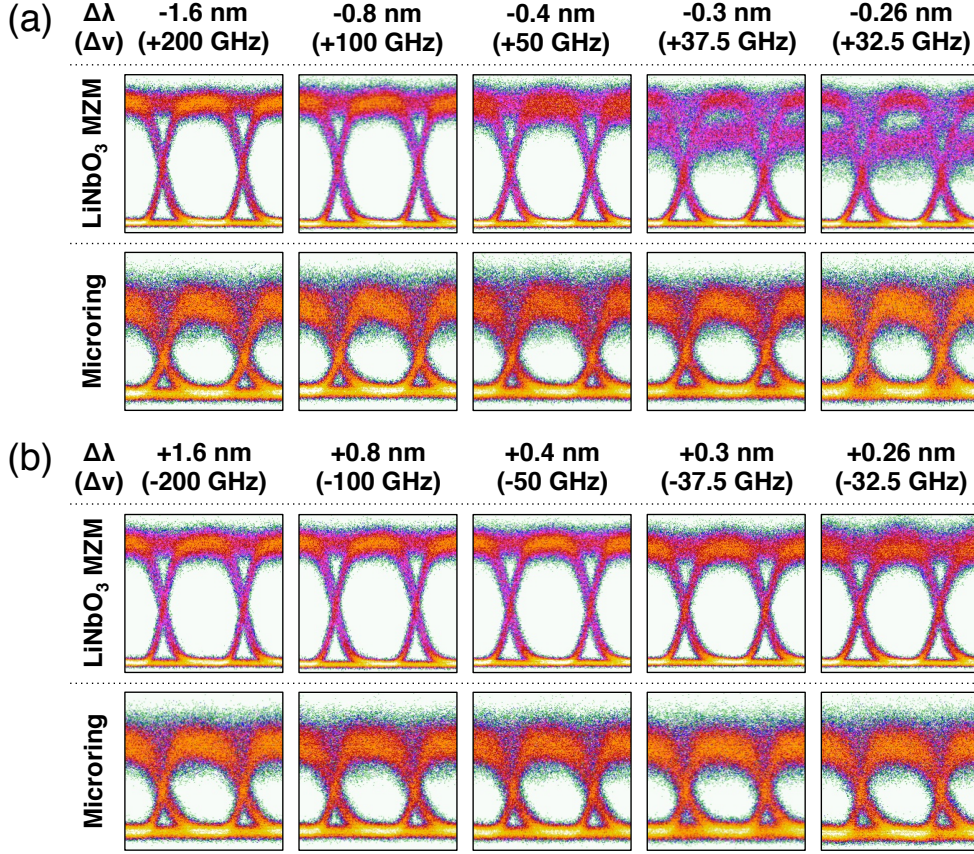 (a)
Δλ -1.6 nm -0.8 nm -0.4 nm -0.3 nm -0.26 nm
(Δν) (+200 GHz) (+100 GHz) (+50 GHz) (+37.5 GHz) (+32.5 GHz)
LiNbO₃ MZM
Microring
(b)
Δλ +1.6 nm +0.8 nm +0.4 nm +0.3 nm +0.26 nm
(Δν) (-200 GHz) (-100 GHz) (-50 GHz) (-37.5 GHz) (-32.5 GHz)
LiNbO₃ MZM
Microring